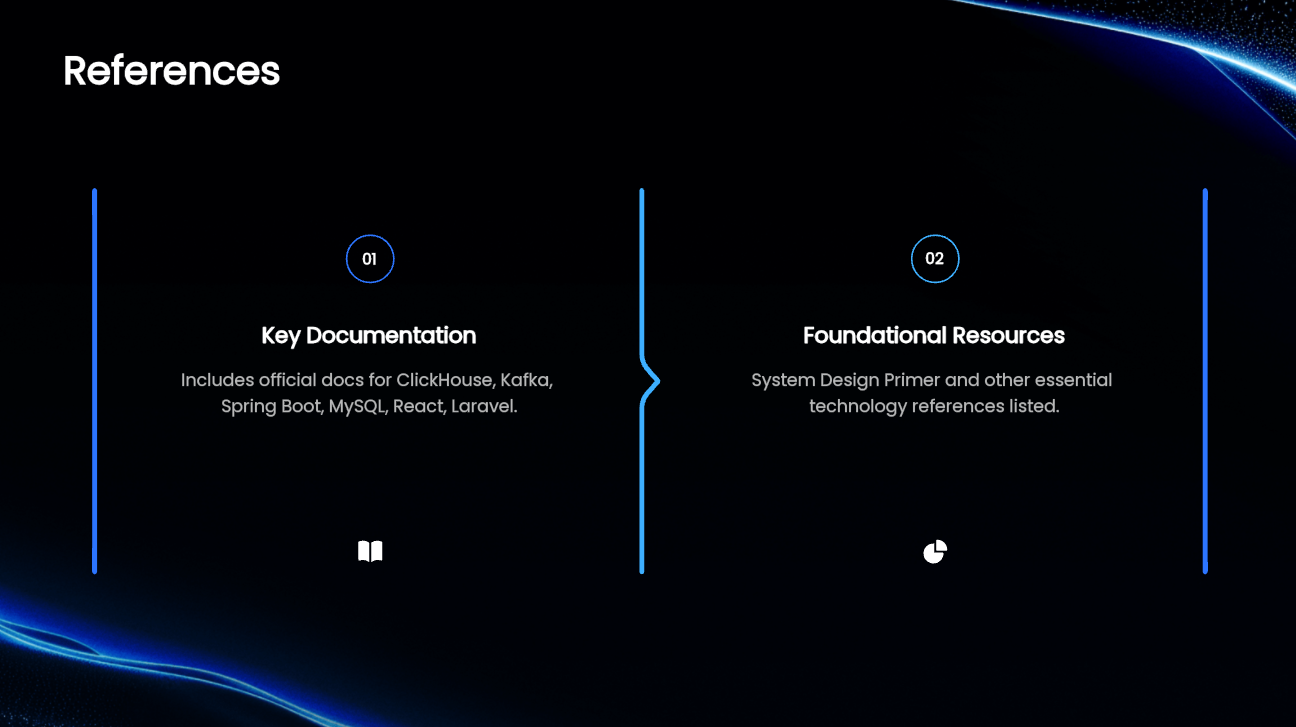 References
01
Key Documentation
Includes official docs for ClickHouse, Kafka,
Spring Boot, MySQL, React, Laravel.
02
Foundational Resources
System Design Primer and other essential
technology references listed.